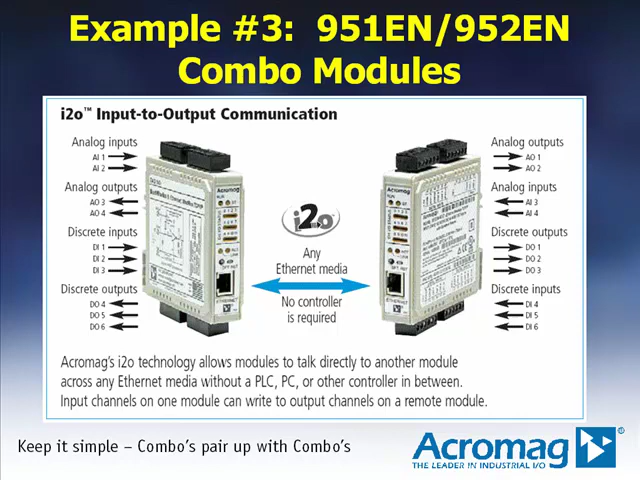 Example #3:  951EN/952EN
Combo Modules
i2o™ Input-to-Output Communication
Analog inputs
AI 1
AI 2
Analog outputs
AO 3
AO 4
Discrete inputs
DI 1
DI 2
DI 3
Discrete outputs
DO 4
DO 5
DO 6
Acromag
ETHERNET
i2o
Any
Ethernet media
No controller
is required
Acromag
ETHERNET
Analog outputs
AO 1
AO 2
Analog inputs
AI 3
AI 4
Discrete outputs
DO 1
DO 2
DO 3
Discrete inputs
DI 4
DI 5
DI 6
Acromag's i2o technology allows modules to talk directly to another module
across any Ethernet media without a PLC, PC, or other controller in between.
Input channels on one module can write to output channels on a remote module.
Keep it simple – Combo's pair up with Combo's
Acromag®
THE LEADER IN INDUSTRIAL I/O